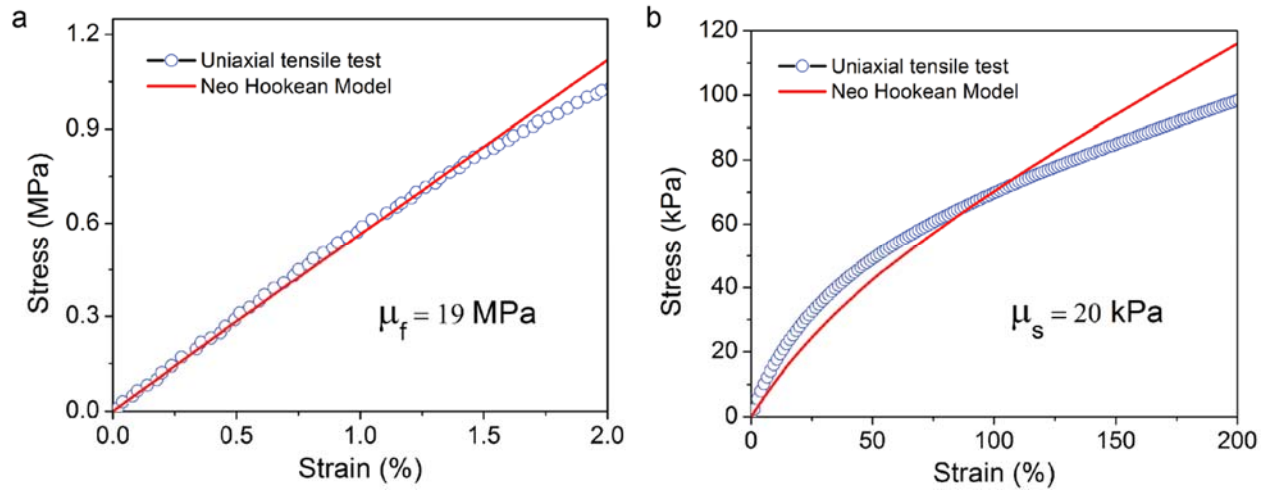 a
1.2
0.9
0.6
0.3
0.0
Stress (MPa)
Uniaxial tensile test
Neo Hookean Model
μf = 19 MPa
0.0 0.5 1.0 1.5 2.0
Strain (%)
b
120
100
80
60
40
20
0
Stress (kPa)
Uniaxial tensile test
Neo Hookean Model
μs = 20 kPa
0 50 100 150 200
Strain (%)